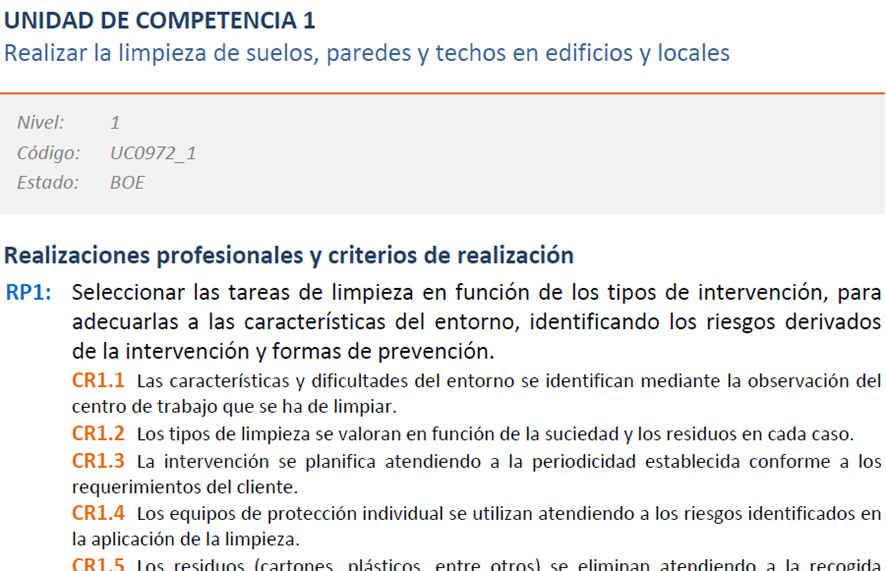 UNIDAD DE COMPETENCIA 1
Realizar la limpieza de suelos, paredes y techos en edificios y locales
Nivel: 1
Código: UC0972_1
Estado: BOE
Realizaciones profesionales y criterios de realización
RP1: Seleccionar las tareas de limpieza en función de los tipos de intervención, para
adecuarlas a las características del entorno, identificando los riesgos derivados
de la intervención y formas de prevención.
CR1.1 Las características y dificultades del entorno se identifican mediante la observación del
centro de trabajo que se ha de limpiar.
CR1.2 Los tipos de limpieza se valoran en función de la suciedad y los residuos en cada caso.
CR1.3 La intervención se planifica atendiendo a la periodicidad establecida conforme a los
requerimientos del cliente.
CR1.4 Los equipos de protección individual se utilizan atendiendo a los riesgos identificados en
la aplicación de la limpieza.
CR1.5 Los residuos (cartones, plásticos, entre otros) se eliminan atendiendo a la recogida